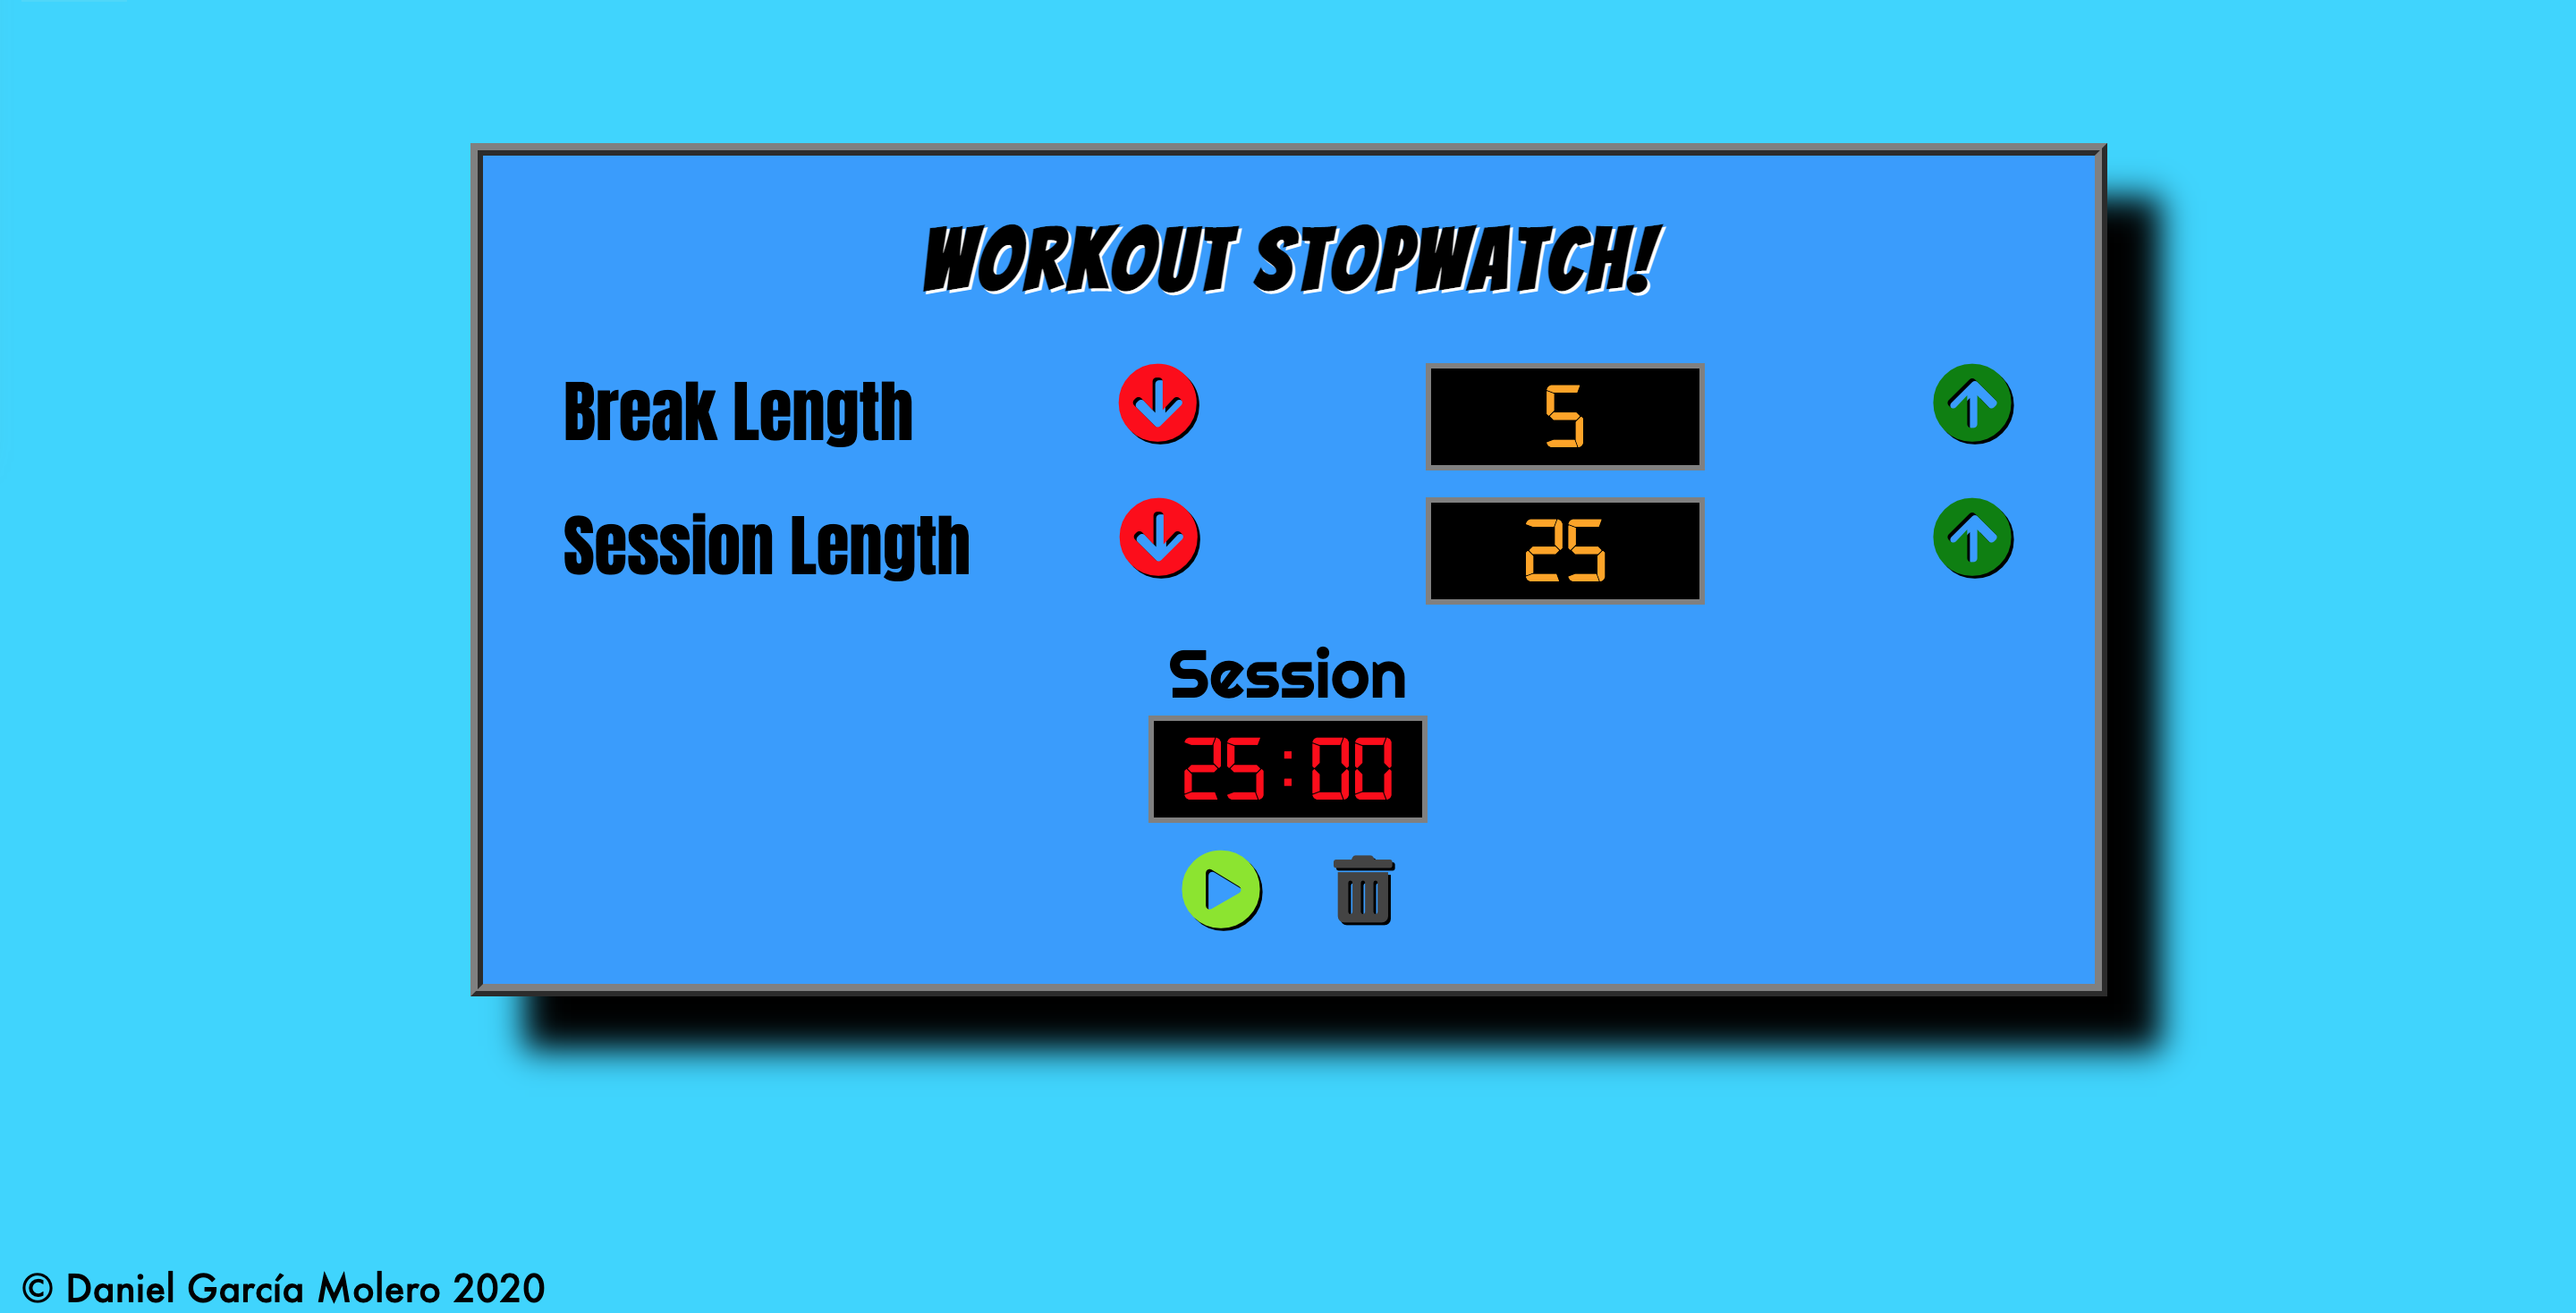 WORKOUT STOPWATCH!
Break Length
5
Session Length
25
Session
25:00
© Daniel García Molero 2020